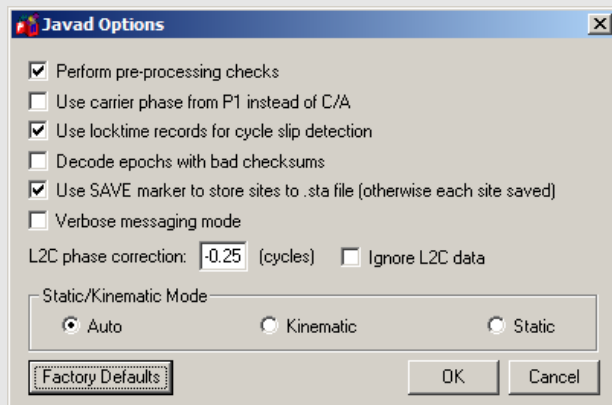 Javad Options
Perform pre-processing checks
Use carrier phase from P1 instead of C/A
Use locktime records for cycle slip detection
Decode epochs with bad checksums
Use SAVE marker to store sites to .sta file (otherwise each site saved)
Verbose messaging mode
L2C phase correction: -0.25 (cycles) Ignore L2C data
Static/Kinematic Mode
Auto Kinematic Static
Factory Defaults OK Cancel